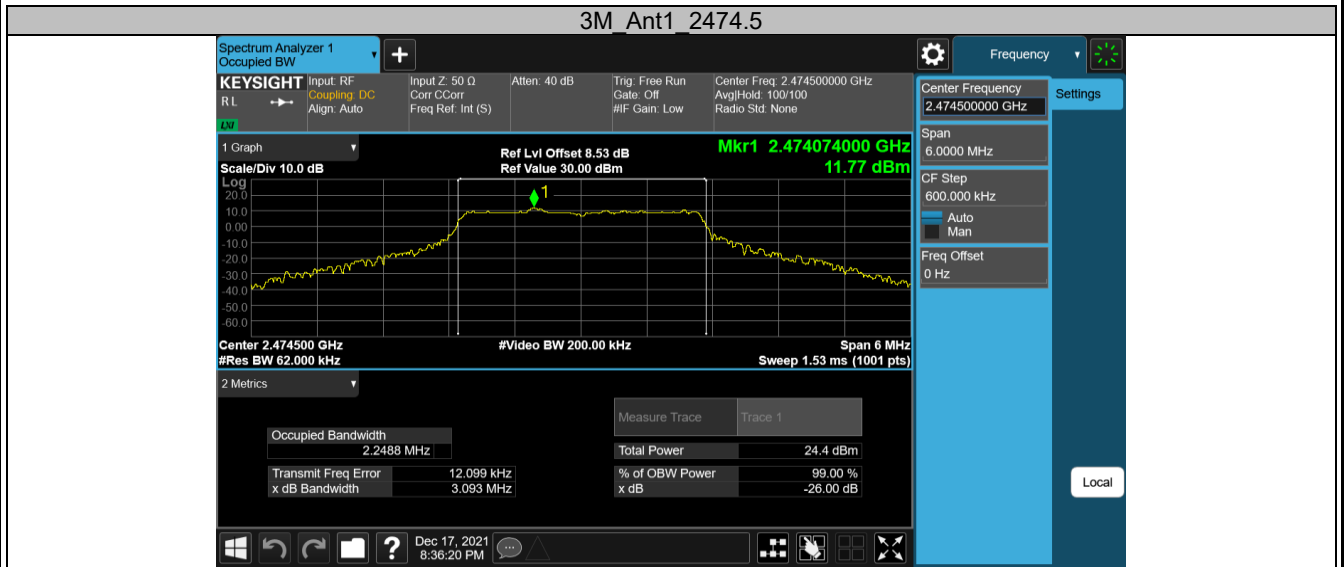 3M_Ant1_2474.5
Spectrum Analyzer 1
Occupied BW
+
Frequency
KEYSIGHT
RL
LXI
Input: RF
Coupling: DC
Align: Auto
Input Z: 50 Ω
Corr CCorr
Freq Ref: Int (S)
Atten: 40 dB
Trig: Free Run
Gate: Off
#IF Gain: Low
Center Freq: 2.474500000 GHz
Avg|Hold: 100/100
Radio Std: None
Center Frequency
2.474500000 GHz
Settings
Span
6.0000 MHz
CF Step
600.000 kHz
Auto
Man
Freq Offset
0 Hz
1 Graph
Scale/Div 10.0 dB
Ref Lvl Offset 8.53 dB
Ref Value 30.00 dBm
Mkr1 2.474074000 GHz
11.77 dBm
Log
20.0
10.0
0.00
-10.0
-20.0
-30.0
-40.0
-50.0
-60.0
1
Center 2.474500 GHz
#Res BW 62.000 kHz
#Video BW 200.00 kHz
Span 6 MHz
Sweep 1.53 ms (1001 pts)
2 Metrics
Measure Trace Trace 1
Occupied Bandwidth
2.2488 MHz
Total Power 24.4 dBm
Transmit Freq Error 12.099 kHz
% of OBW Power 99.00 %
x dB Bandwidth 3.093 MHz
x dB -26.00 dB
Local
?
Dec 17, 2021
8:36:20 PM